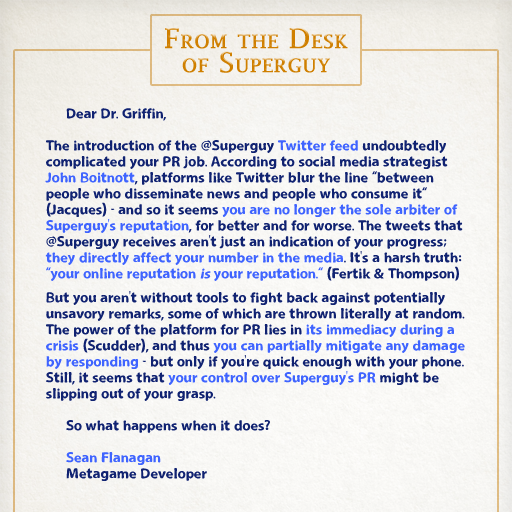 From the Desk
of Superguy
Dear Dr. Griffin,
The introduction of the @Superguy Twitter feed undoubtedly
complicated your PR job. According to social media strategist
John Boitnott, platforms like Twitter blur the line "between
people who disseminate news and people who consume it"
(Jacques) - and so it seems you are no longer the sole arbiter of
Superguy's reputation, for better and for worse. The tweets that
@Superguy receives aren't just an indication of your progress;
they directly affect your number in the media. It's a harsh truth:
"your online reputation is your reputation." (Fertik & Thompson)
But you aren't without tools to fight back against potentially
unsavory remarks, some of which are thrown literally at random.
The power of the platform for PR lies in its immediacy during a
crisis (Scudder), and thus you can partially mitigate any damage
by responding - but only if you're quick enough with your phone.
Still, it seems that your control over Superguy's PR might be
slipping out of your grasp.
So what happens when it does?
Sean Flanagan
Metagame Developer